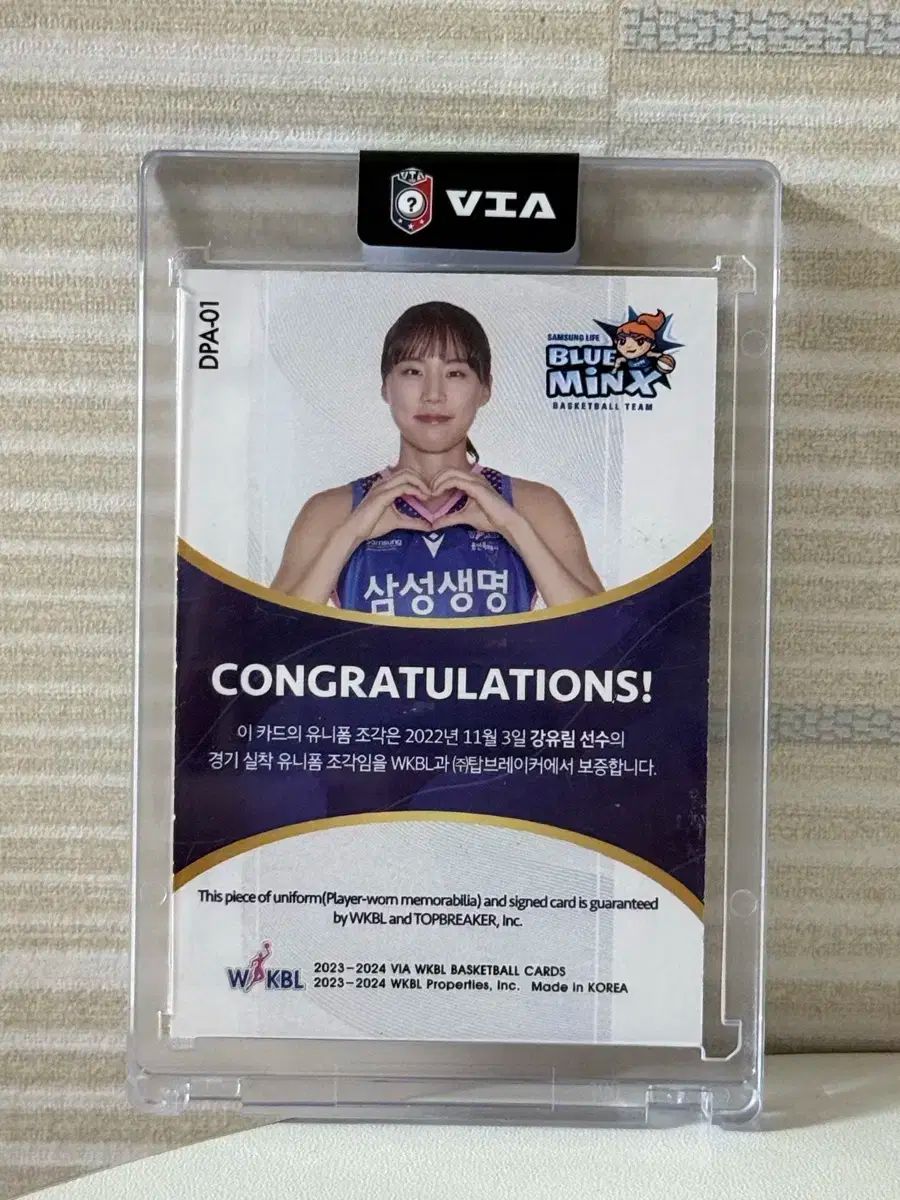 VIA
?
VIA
DPA-01
SAMSUNG LIFE
BLUE
MINX
BASKETBALL TEAM
삼성생명
CONGRATULATIONS!
이 카드의 유니폼 조각은 2022년 11월 3일 강유림 선수의
경기 실착 유니폼 조각임을 WKBL과 ㈜탑브레이커에서 보증합니다.
This piece of uniform(Player-worn memorabilia) and signed card is guaranteed
by WKBL and TOPBREAKER, Inc.
WKBL
2023-2024 VIA WKBL BASKETBALL CARDS
2023-2024 WKBL Properties, Inc. Made in KOREA